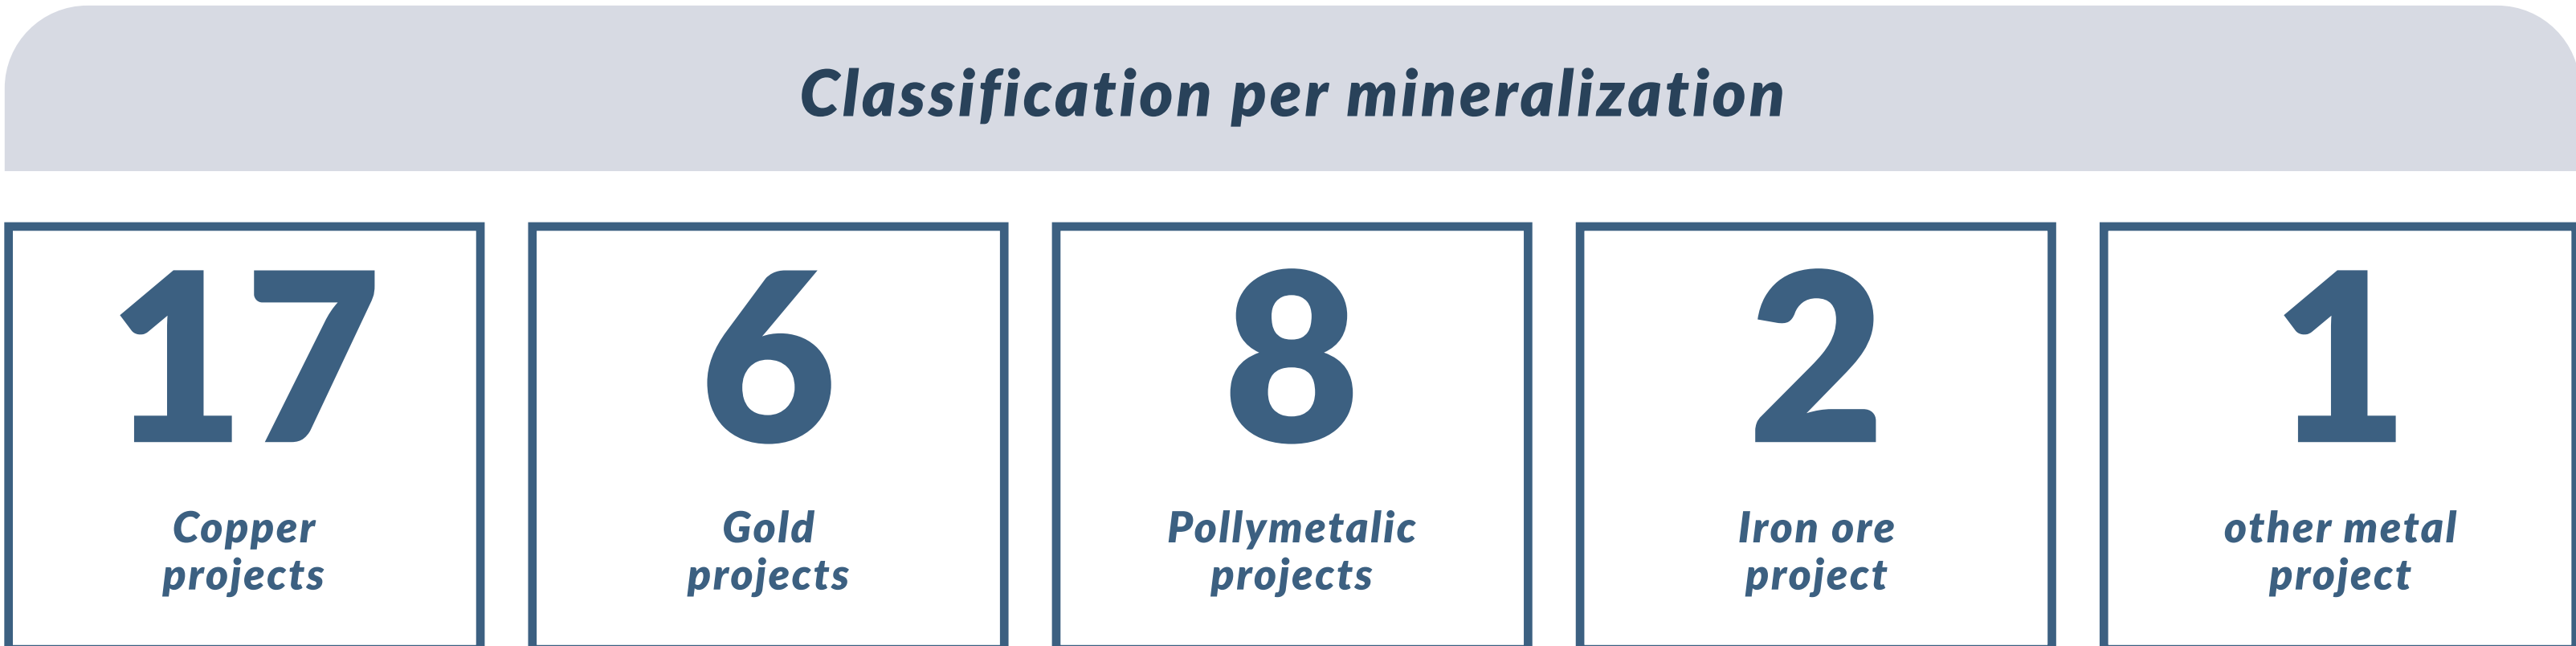 Classification per mineralization
17
Copper
projects
6
Gold
projects
8
Pollymetalic
projects
2
Iron ore
project
1
other metal
project